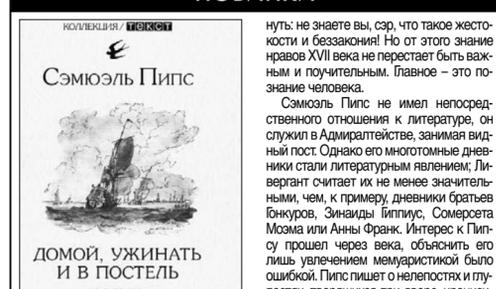 КОЛЛЕКЦИЯ / ТЕКСТ
СЭМЮЭЛЬ ПИПС
ДОМОЙ, УЖИНАТЬ
И В ПОСТЕЛЬ
нуть: не знаете вы, сэр, что такое жесто-
кости и беззакония! Но от этого знание
нравов XVII века не перестает быть важ-
ным и поучительным. Главное – это по-
знание человека.
Сэмюэль Пипс не имел непосред-
ственного отношения к литературе, он
служил в Адмиралтействе, занимая вид-
ный пост. Однако его многотомные днев-
ники стали литературным явлением; Ли-
вергант считает их не менее значитель-
ными, чем, к примеру, дневники братьев
Гонкуров, Зинаиды Гиппиус, Сомерсета
Моэма или Анны Франк. Интерес к Пип-
су прошел через века, объяснить его
лишь увлечением мемуаристикой было
ошибкой. Пипс пишет о нелепостях и глу-